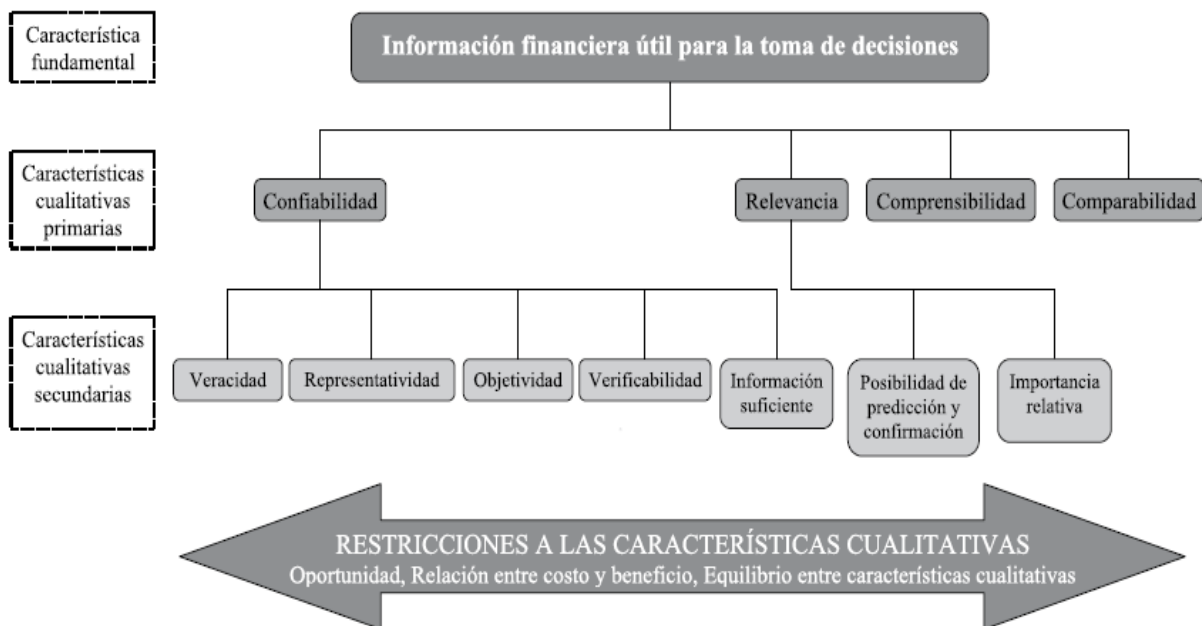 Característica
fundamental
Información financiera útil para la toma de decisiones
Características
cualitativas
primarias
Confiabilidad
Relevancia
Comprensibilidad
Comparabilidad
Características
cualitativas
secundarias
Veracidad
Representatividad
Objetividad
Verificabilidad
Información
suficiente
Posibilidad de
predicción y
confirmación
Importancia
relativa
RESTRICCIONES A LAS CARACTERÍSTICAS CUALITATIVAS
Oportunidad, Relación entre costo y beneficio, Equilibrio entre características cualitativas